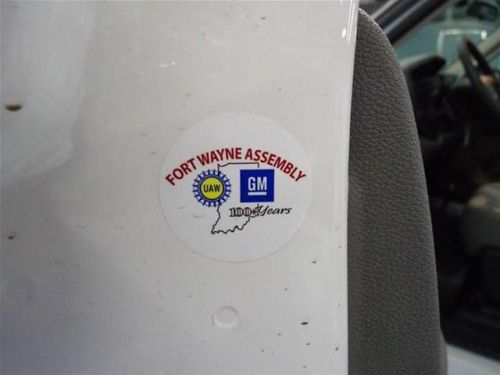 FORT WAYNE ASSEMBLY
UAW
GM
100 Years